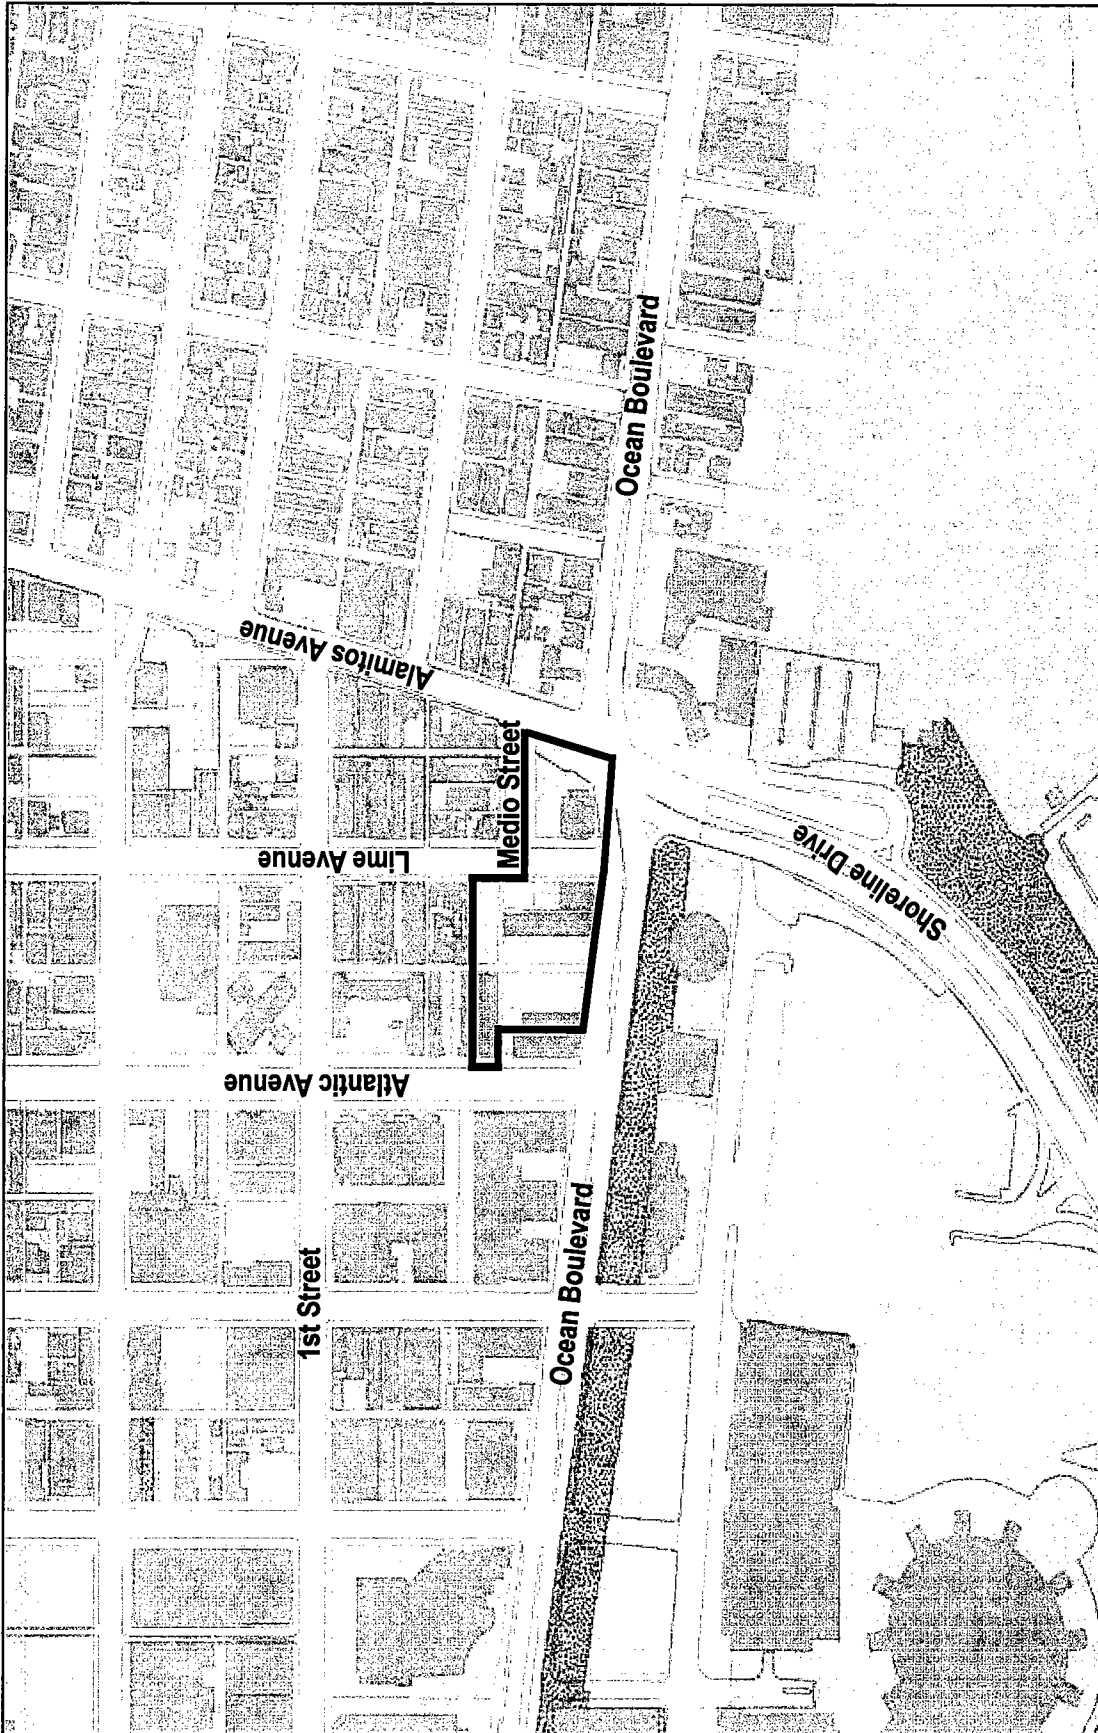 Ocean Boulevard
Alamitos Avenue
Medio Street
Lime Avenue
Shoreline Drive
Atlantic Avenue
1st Street
Ocean Boulevard